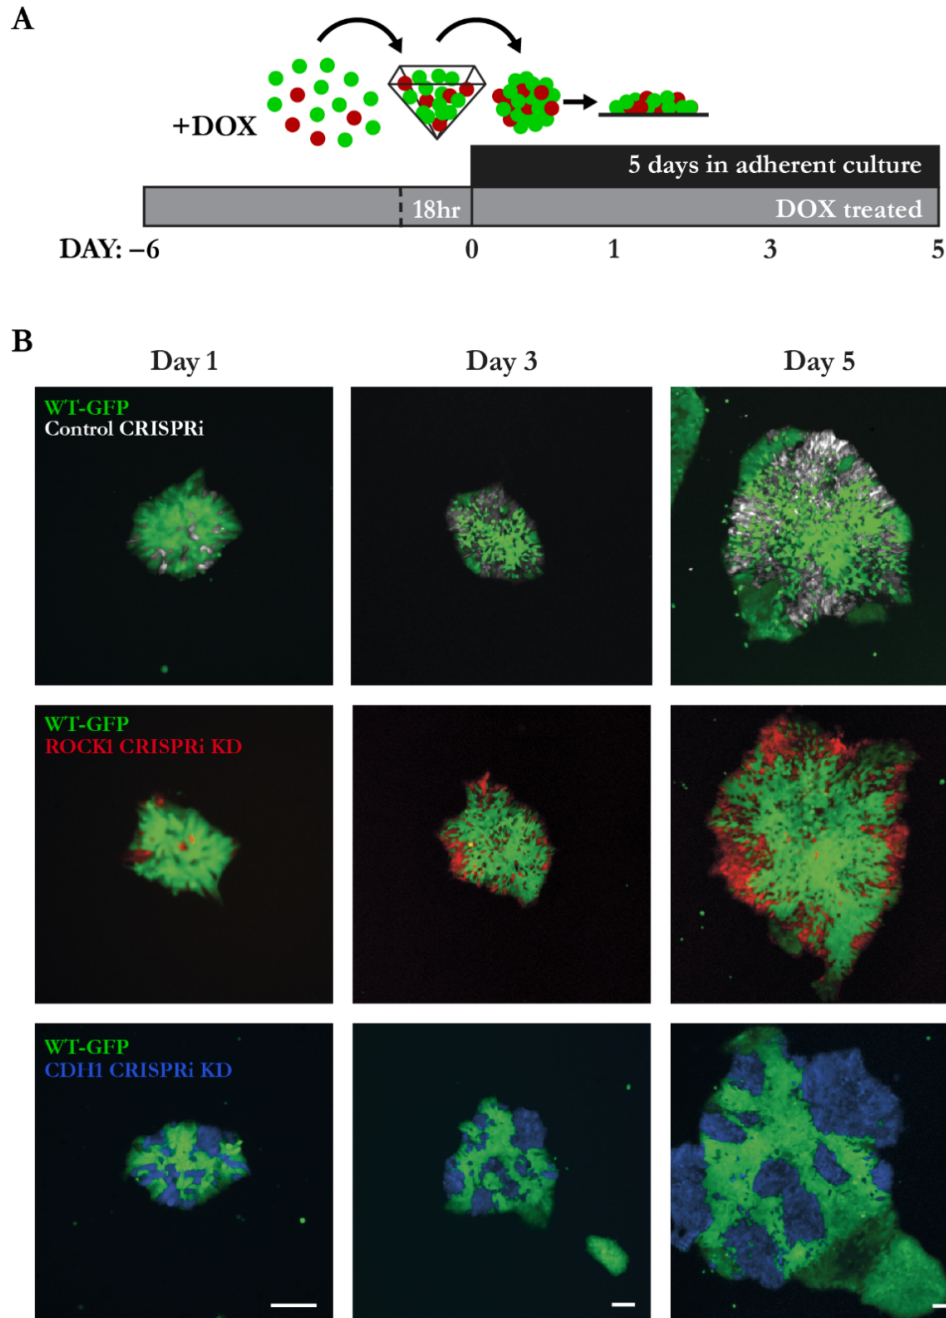 A
+DOX
5 days in adherent culture
18hr
DOX treated
DAY: –6
0
1
3
5
B
Day 1
Day 3
Day 5
WT-GFP
Control CRISPRi
WT-GFP
ROCK1 CRISPRi KD
WT-GFP
CDH1 CRISPRi KD